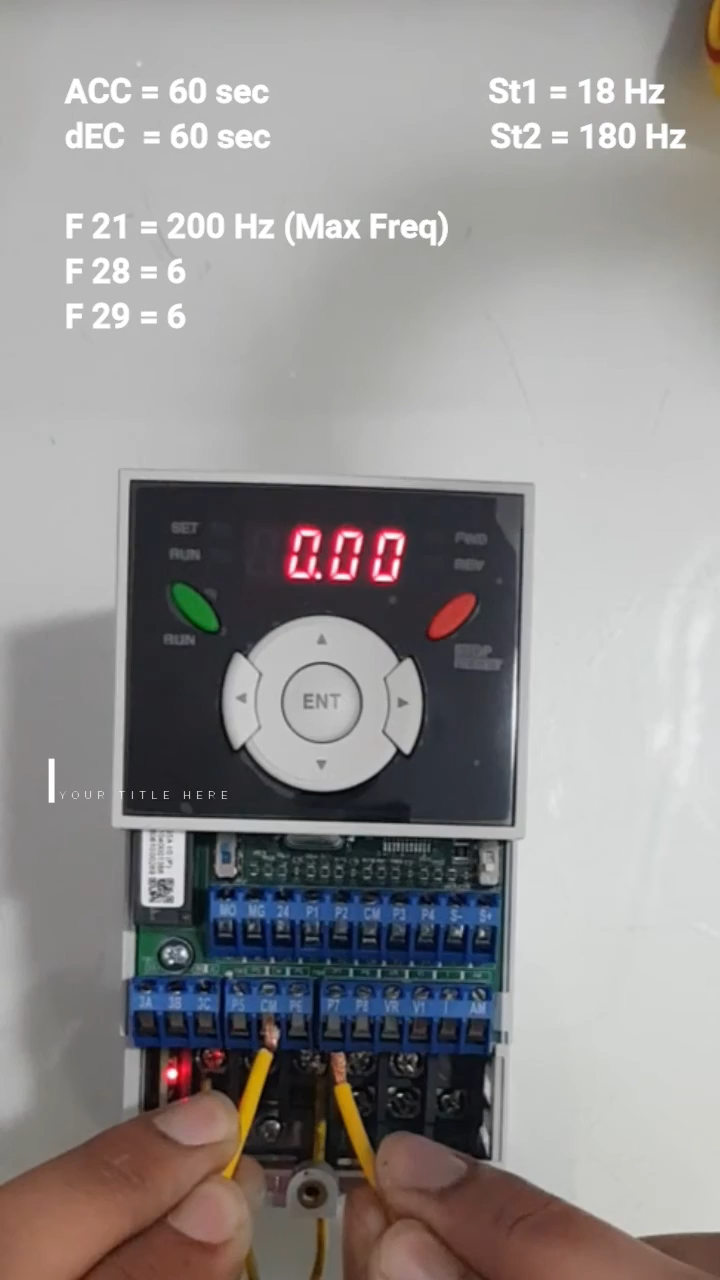 ACC = 60 sec
dEC = 60 sec
St1 = 18 Hz
St2 = 180 Hz
F 21 = 200 Hz (Max Freq)
F 28 = 6
F 29 = 6
SET
RUN
0.00
FWD
REV
RUN
STOP
RESET
ENT
YOUR TITLE HERE
MO MG 24 P1 P2 CM P3 P4 S- S+
3A 3B 3C P5 CM P6 P7 P8 VR V1 I AM